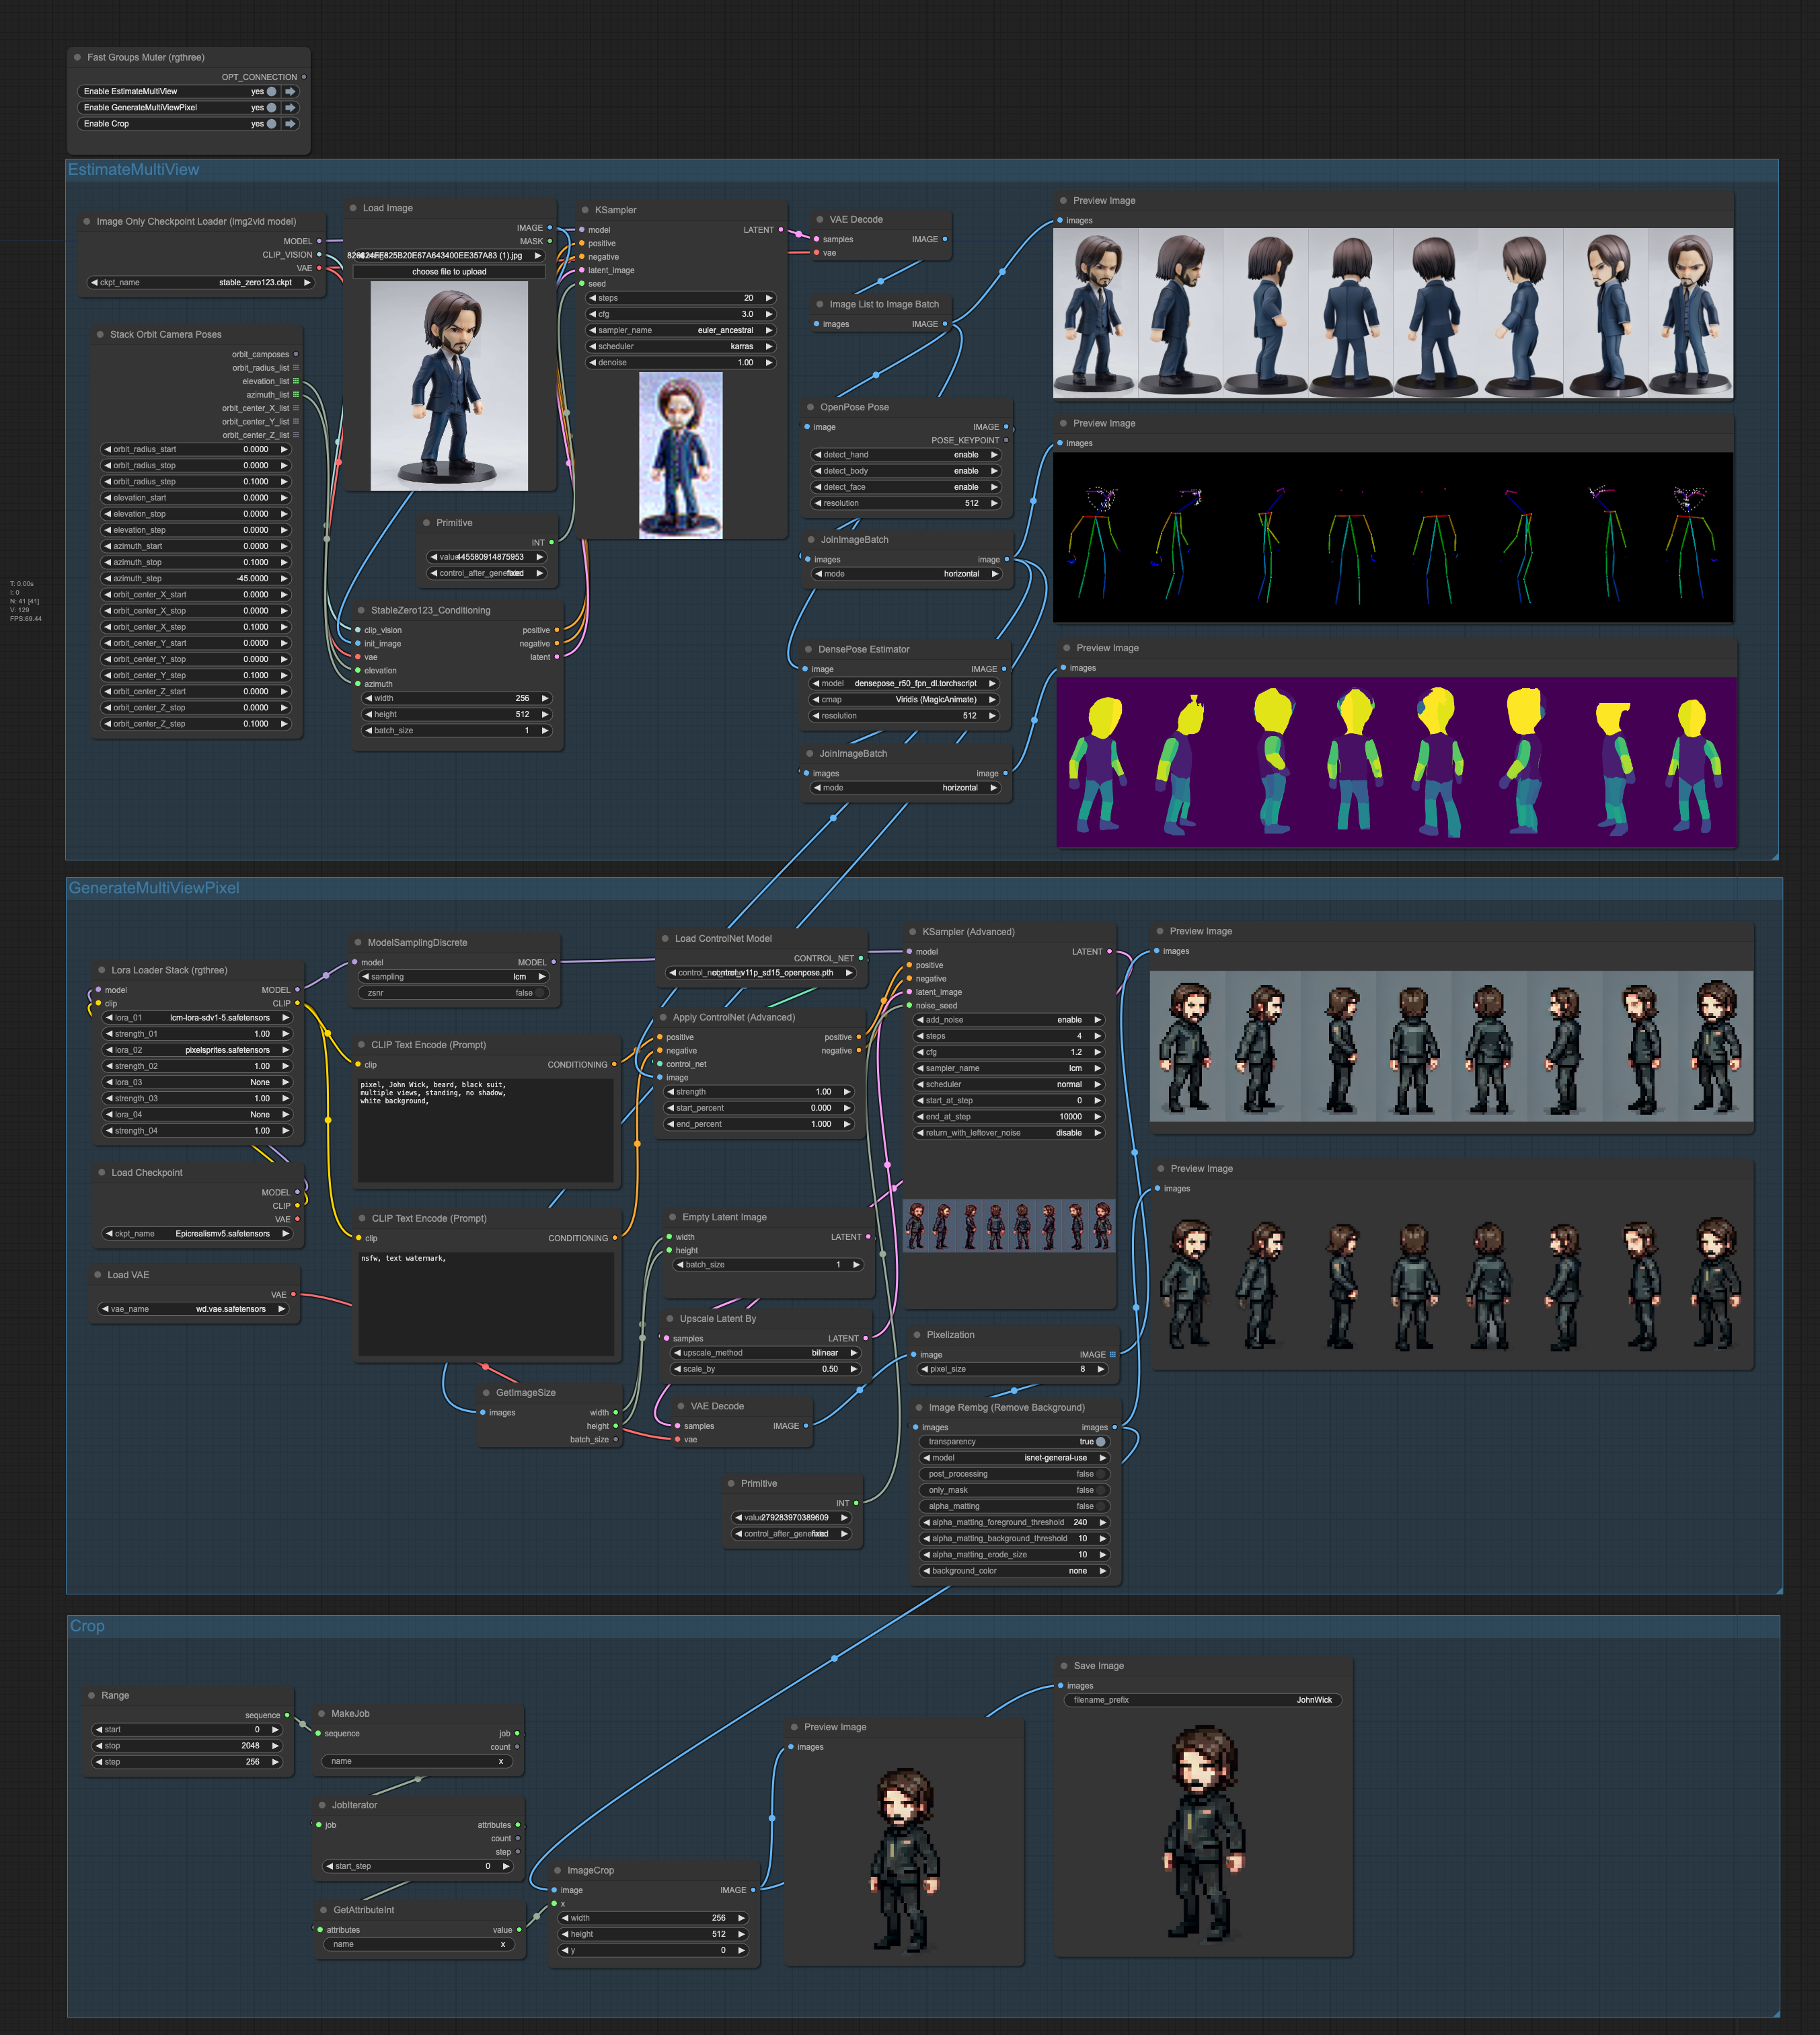 Fast Groups Muter (rgthree)
OPT_CONNECTION
Enable EstimateMultiView yes
Enable GenerateMultiViewPixel yes
Enable Crop yes
EstimateMultiView
Image Only Checkpoint Loader (img2vid model)
MODEL
CLIP_VISION
VAE
ckpt_name stable_zero123.ckpt
Stack Orbit Camera Poses
orbit_camposes
orbit_radius_list
elevation_list
azimuth_list
orbit_center_X_list
orbit_center_Y_list
orbit_center_Z_list
orbit_radius_start 0.0000
orbit_radius_stop 0.0000
orbit_radius_step 0.1000
elevation_start 0.0000
elevation_stop 0.0000
elevation_step 0.0000
azimuth_start 0.0000
azimuth_stop 0.1000
azimuth_step -45.0000
orbit_center_X_start 0.0000
orbit_center_X_stop 0.0000
orbit_center_X_step 0.1000
orbit_center_Y_start 0.0000
orbit_center_Y_stop 0.0000
orbit_center_Y_step 0.1000
orbit_center_Z_start 0.0000
orbit_center_Z_stop 0.0000
orbit_center_Z_step 0.1000
T: 0.00s
I: 0
N: 41 [41]
V: 129
FPS:69.44
Load Image
IMAGE
MASK
choose file to upload
Primitive
INT
value 445580914875953
control_after_generate fixed
StableZero123_Conditioning
clip_vision positive
init_image negative
vae latent
elevation
azimuth
width 256
height 512
batch_size 1
KSampler
model LATENT
positive
negative
latent_image
seed
steps 20
cfg 3.0
sampler_name euler_ancestral
scheduler karras
denoise 1.00
VAE Decode
samples IMAGE
vae
Image List to Image Batch
images IMAGE
OpenPose Pose
image IMAGE
POSE_KEYPOINT
detect_hand enable
detect_body enable
detect_face enable
resolution 512
JoinImageBatch
images image
mode horizontal
DensePose Estimator
image IMAGE
model densepose_r50_fpn_dl.torchscript
cmap Viridis (MagicAnimate)
resolution 512
JoinImageBatch
images image
mode horizontal
Preview Image
images
Preview Image
images
Preview Image
images
GenerateMultiViewPixel
Lora Loader Stack (rgthree)
model MODEL
clip CLIP
lora_01 lcm-lora-sdv1-5.safetensors
strength_01 1.00
lora_02 pixelsprites.safetensors
strength_02 1.00
lora_03 None
strength_03 1.00
lora_04 None
strength_04 1.00
Load Checkpoint
MODEL
CLIP
VAE
ckpt_name Epicrealismv5.safetensors
Load VAE
VAE
vae_name wd.vae.safetensors
ModelSamplingDiscrete
model MODEL
sampling lcm
zsnr false
CLIP Text Encode (Prompt)
clip CONDITIONING
pixel, John Wick, beard, black suit,
multiple views, standing, no shadow,
white background,
CLIP Text Encode (Prompt)
clip CONDITIONING
nsfw, text watermark,
GetImageSize
images width
height
batch_size
Load ControlNet Model
CONTROL_NET
control_v11p_sd15_openpose.pth
Apply ControlNet (Advanced)
positive positive
negative negative
control_net
image
strength 1.00
start_percent 0.000
end_percent 1.000
Empty Latent Image
width LATENT
height
batch_size 1
Upscale Latent By
samples LATENT
upscale_method bilinear
scale_by 0.50
VAE Decode
samples IMAGE
vae
Primitive
INT
value 279283970389609
control_after_generate fixed
KSampler (Advanced)
model LATENT
positive
negative
latent_image
noise_seed
add_noise enable
steps 4
cfg 1.2
sampler_name lcm
scheduler normal
start_at_step 0
end_at_step 10000
return_with_leftover_noise disable
Pixelization
image IMAGE
pixel_size 8
Image Rembg (Remove Background)
images images
transparency true
model isnet-general-use
post_processing false
only_mask false
alpha_matting false
alpha_matting_foreground_threshold 240
alpha_matting_background_threshold 10
alpha_matting_erode_size 10
background_color none
Preview Image
images
Preview Image
images
Crop
Range
sequence
start 0
stop 2048
step 256
MakeJob
sequence job
count
name x
JobIterator
job attributes
count
step
start_step 0
GetAttributeInt
attributes value
name x
ImageCrop
image IMAGE
x
width 256
height 512
y 0
Preview Image
images
Save Image
images
filename_prefix JohnWick